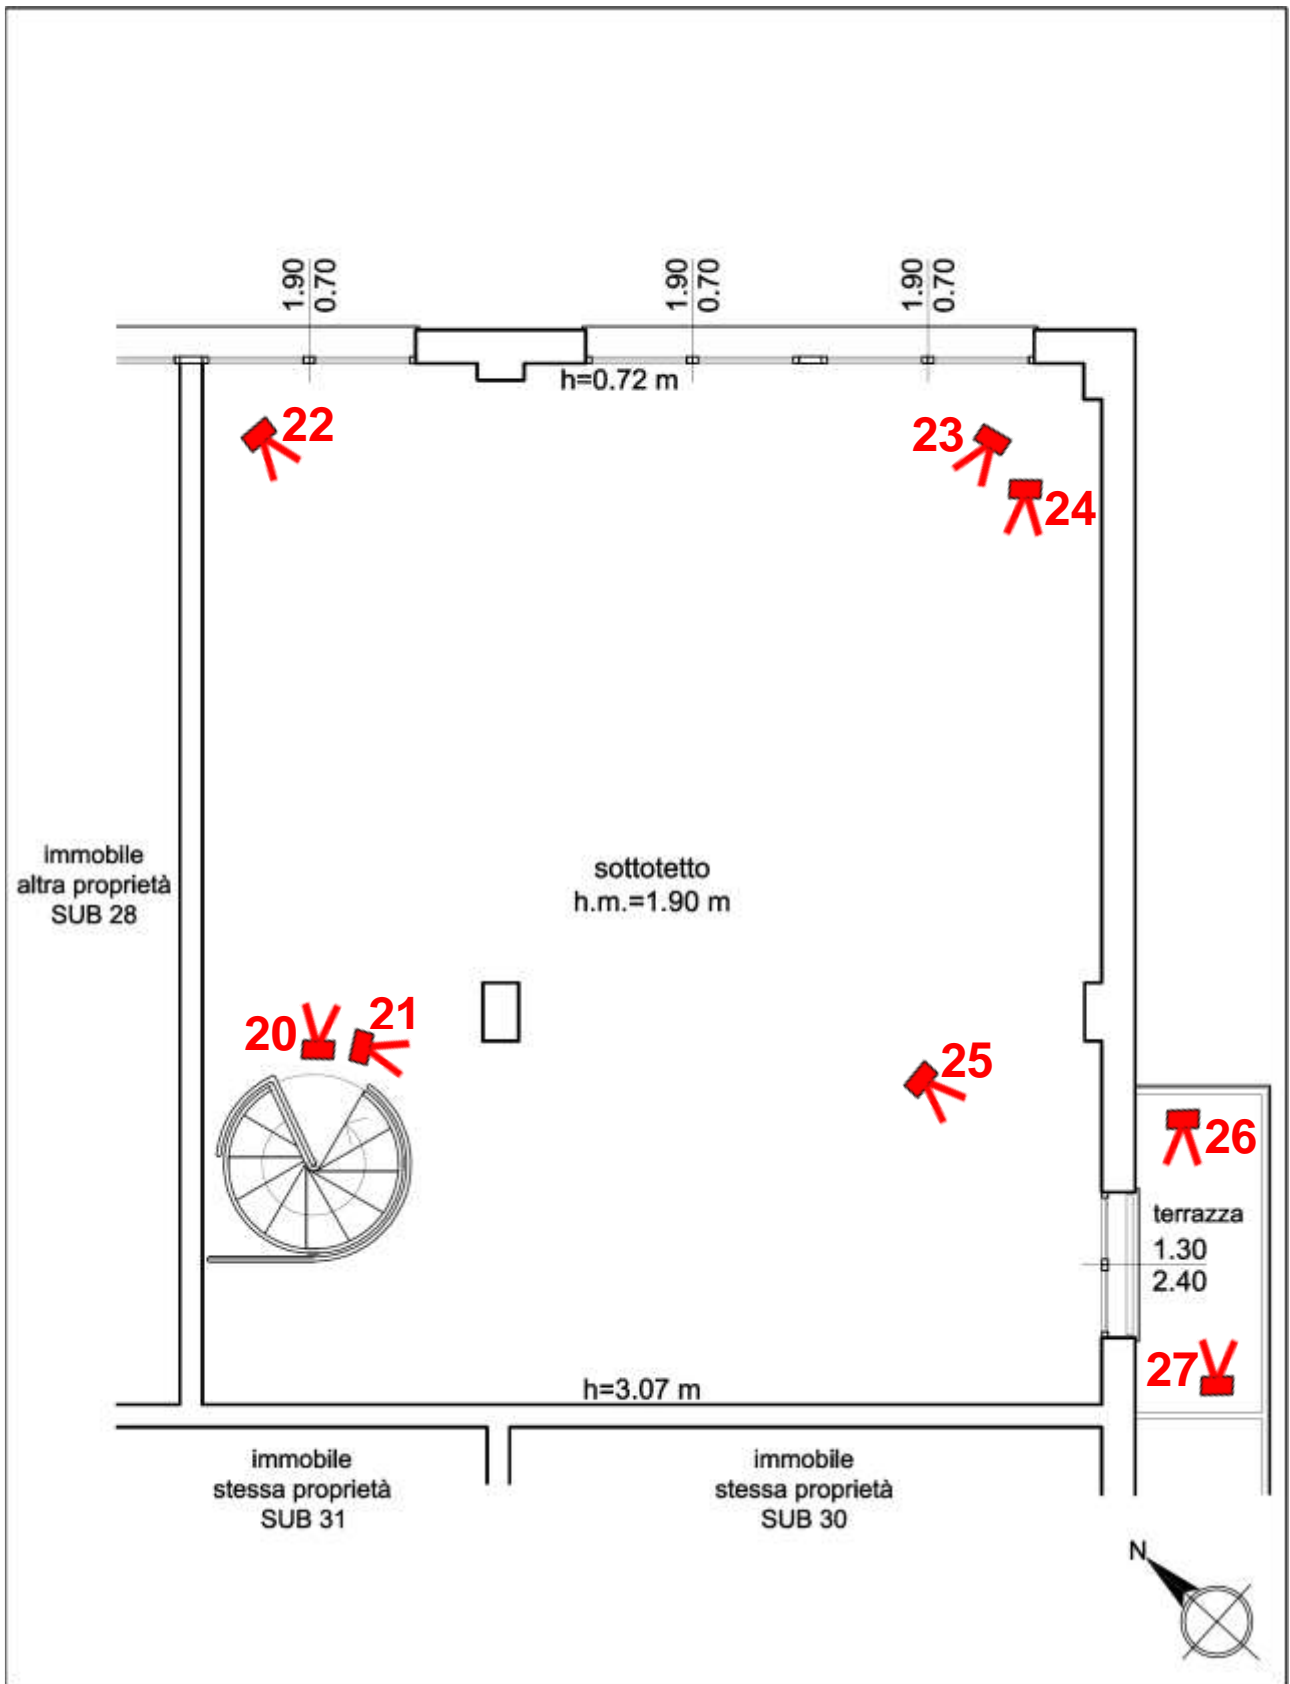 1.90
0.70
1.90
0.70
1.90
0.70
h=0.72 m
22
23
24
immobile
altra proprietà
SUB 28
sottotetto
h.m.=1.90 m
20
21
25
26
terrazza
1.30
2.40
27
h=3.07 m
immobile
stessa proprietà
SUB 31
immobile
stessa proprietà
SUB 30
N